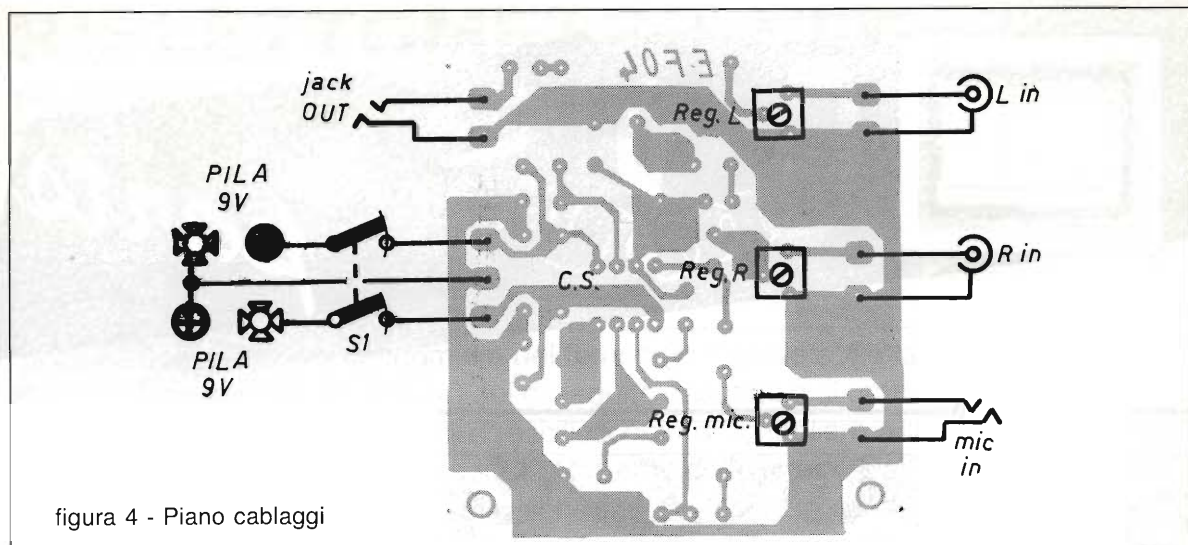 EF04
jack
OUT
Reg. L
L in
PILA
9V
Reg. R
R in
C.S.
S1
PILA
9V
Reg. mic.
mic
in
figura 4 - Piano cablaggi